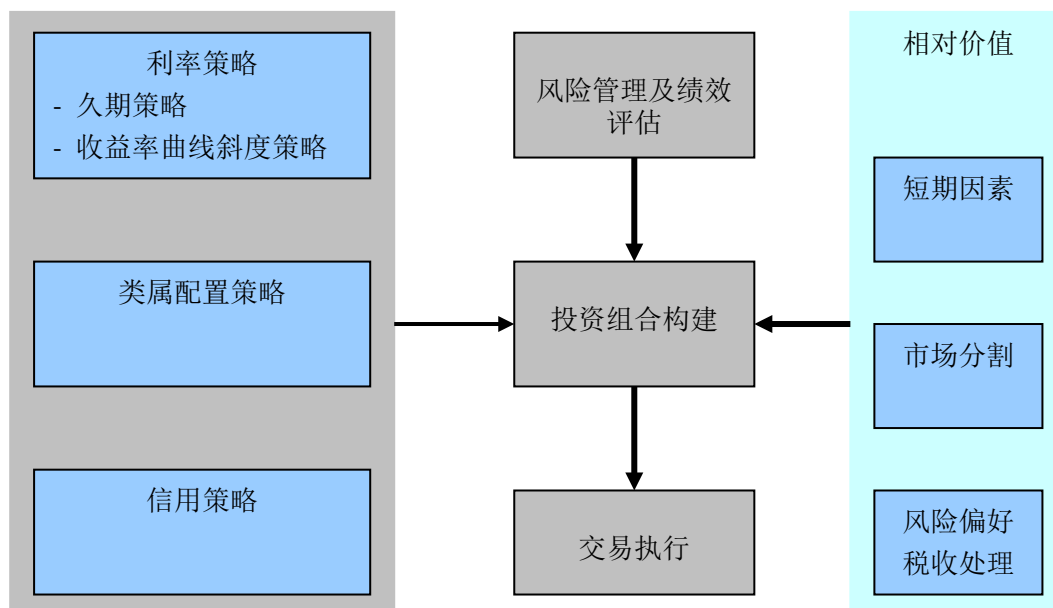 利率策略
- 久期策略
- 收益率曲线斜度策略
类属配置策略
信用策略
风险管理及绩效
评估
投资组合构建
交易执行
相对价值
短期因素
市场分割
风险偏好
税收处理